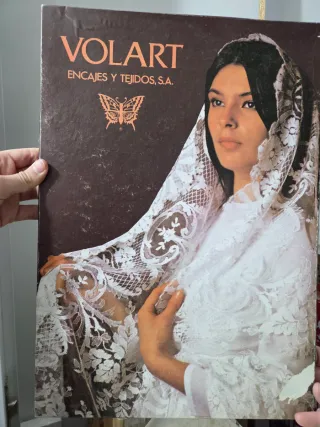 VOLART
ENCAJES Y TEJIDOS, S.A.